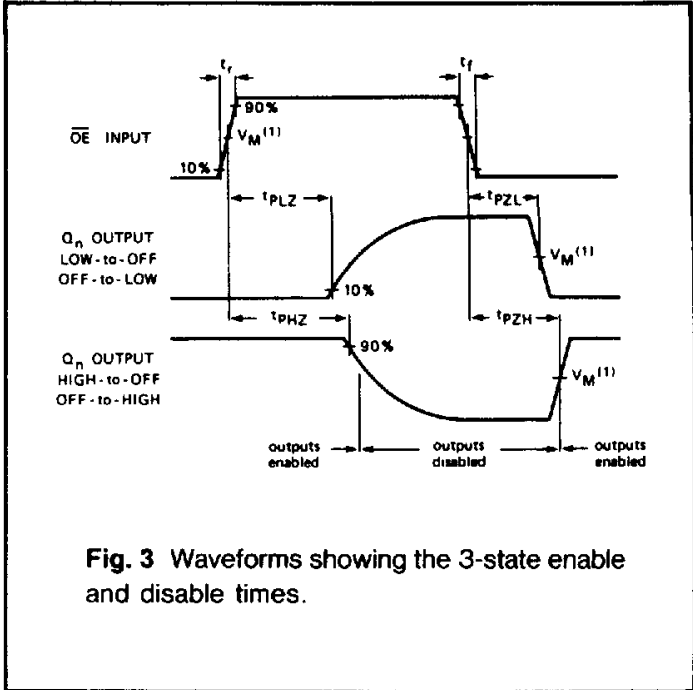 tr
tf
90%
OE INPUT
VM(1)
10%
tPLZ
tPZL
Qn OUTPUT
LOW-to-OFF
OFF-to-LOW
VM(1)
10%
tPHZ
tPZH
Qn OUTPUT
HIGH-to-OFF
OFF-to-HIGH
90%
VM(1)
outputs
enabled
outputs
disabled
outputs
enabled
Fig. 3 Waveforms showing the 3-state enable
and disable times.